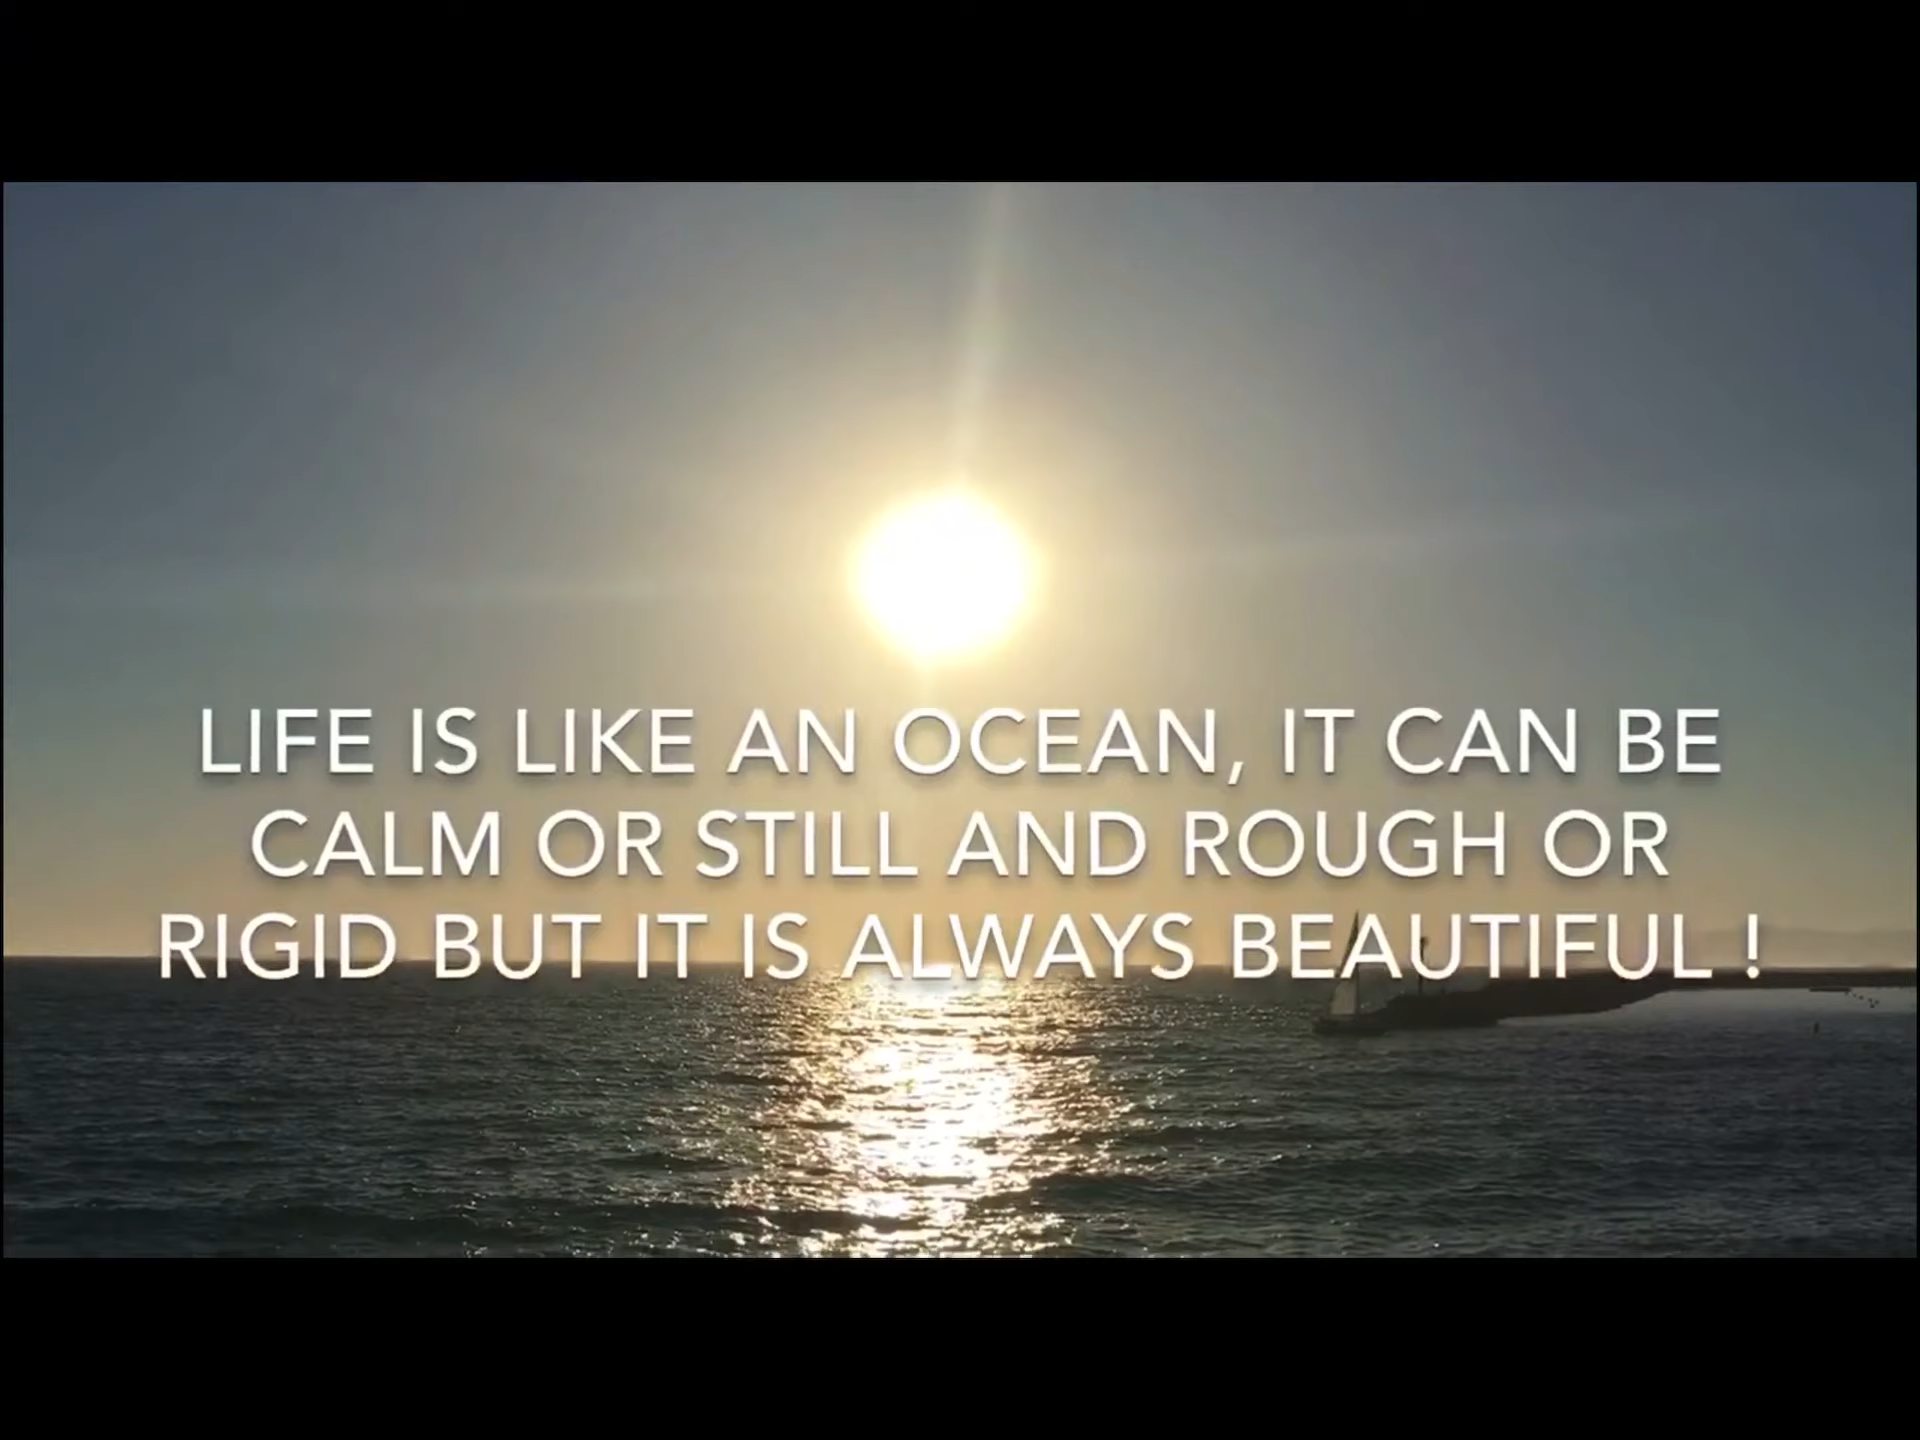 LIFE IS LIKE AN OCEAN, IT CAN BE
CALM OR STILL AND ROUGH OR
RIGID BUT IT IS ALWAYS BEAUTIFUL !